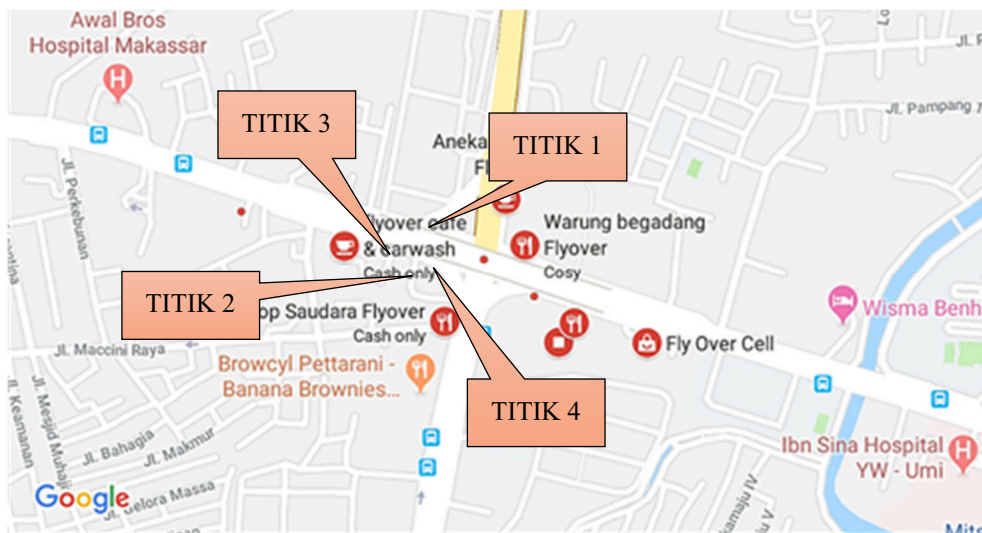 Awal Bros
Hospital Makassar
TITIK 3
TITIK 1
Aneka
Jl. Pampang
Jl. Perkebunan
flyover cafe
& carwash
Cash only
Warung begadang
Flyover
Cosy
TITIK 2
op Saudara Flyover
Cash only
Wisma Benh
Jl. Maccini Raya
Fly Over Cell
Browcyl Pettarani -
Banana Brownies...
TITIK 4
Jl. Keamanan
Jl. Mesjid Muhaji
Jl. Bahagia
Jl. Makmur
Ibn Sina Hospital
YW - Umi
Google
Jl. Gelora Massa
Mits